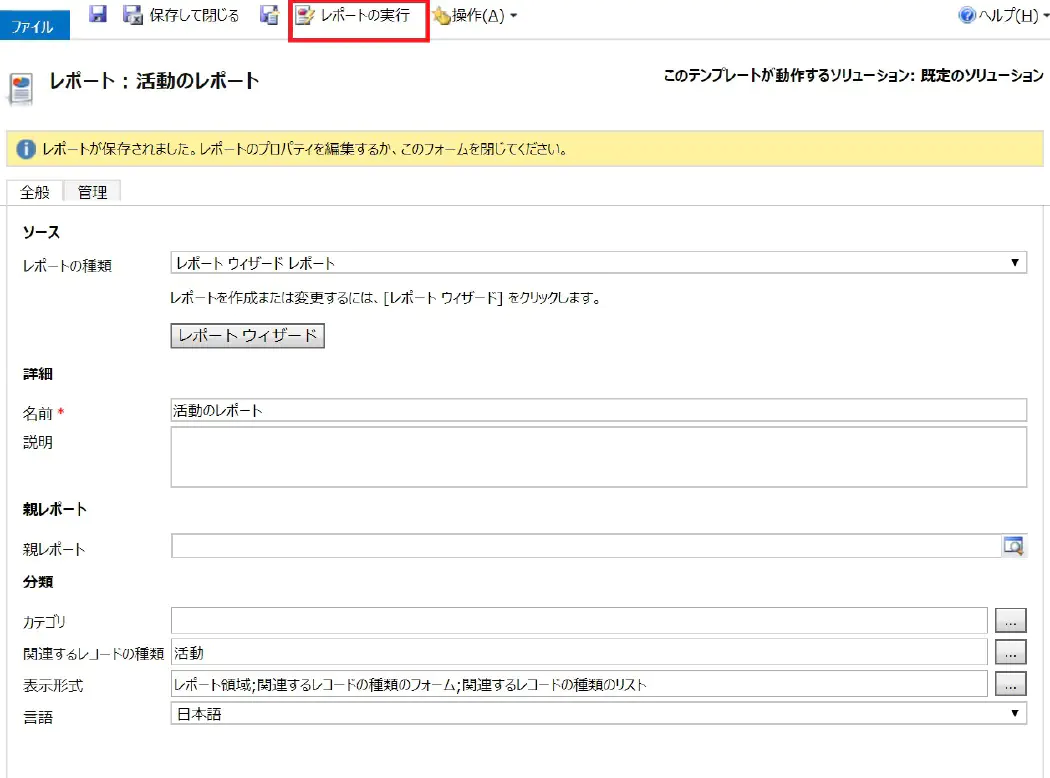 ファイル
保存して閉じる
レポートの実行
操作(A)
ヘルプ(H)
レポート : 活動のレポート
このテンプレートが動作するソリューション: 既定のソリューション
レポートが保存されました。レポートのプロパティを編集するか、このフォームを閉じてください。
全般
管理
ソース
レポートの種類
レポート ウィザード レポート
レポートを作成または変更するには、[レポート ウィザード] をクリックします。
レポート ウィザード
詳細
名前 *
活動のレポート
説明
親レポート
親レポート
分類
カテゴリ
...
関連するレコードの種類
活動
...
表示形式
レポート領域;関連するレコードの種類のフォーム;関連するレコードの種類のリスト
...
言語
日本語